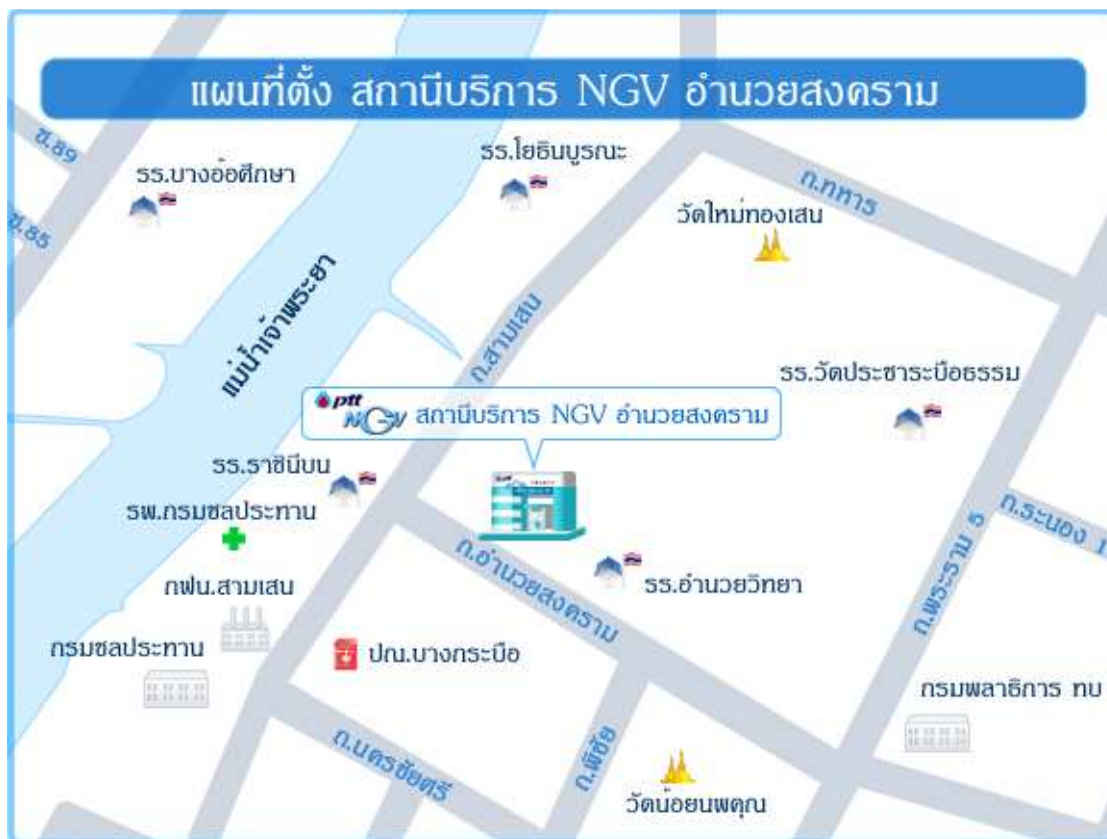 แผนที่ตั้ง สถานีบริการ NGV อำนวยสงคราม
ซ.89
ซ.85
รร.บางอ้อศึกษา
รร.โยธินบูรณะ
ถ.ทหาร
วัดใหม่ทองเสน
แม่น้ำเจ้าพระยา
ถ.สามเสน
รร.วัดประชาระบือธรรม
ptt
NGV สถานีบริการ NGV อำนวยสงคราม
รร.ราชินีบน
รพ.กรมชลประทาน
ถ.อำนวยสงคราม
ถ.พระราม 5
ถ.ระนอง 1
กฟน.สามเสน
รร.อำนวยวิทยา
กรมชลประทาน
ปณ.บางกระบือ
กรมพลาธิการ ทบ
ถ.นครชัยศรี
ถ.พิชัย
วัดน้อยนพคุณ